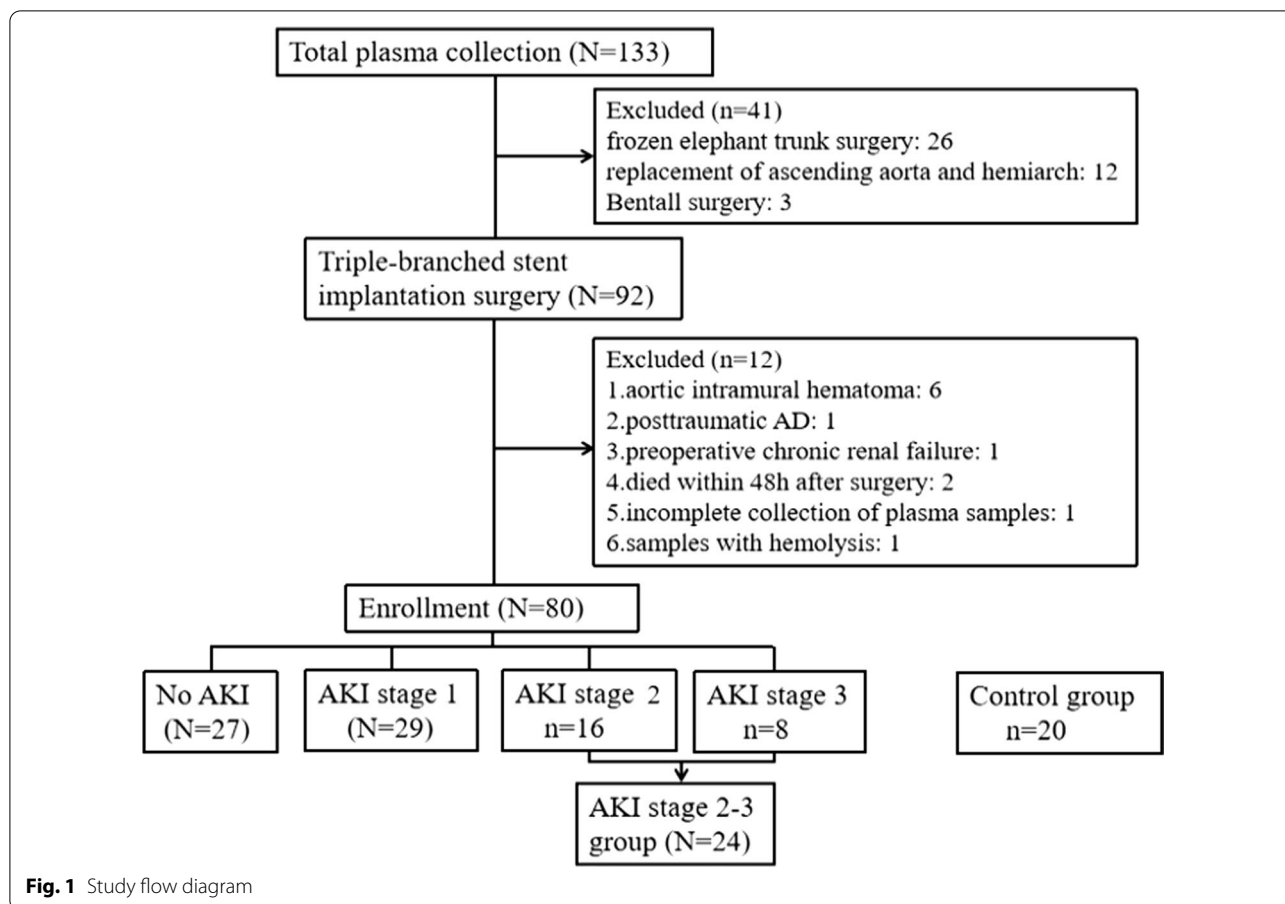 Total plasma collection (N=133)
Excluded (n=41)
frozen elephant trunk surgery: 26
replacement of ascending aorta and hemiarch: 12
Bentall surgery: 3
Triple-branched stent
implantation surgery (N=92)
Excluded (n=12)
1.aortic intramural hematoma: 6
2.posttraumatic AD: 1
3.preoperative chronic renal failure: 1
4.died within 48h after surgery: 2
5.incomplete collection of plasma samples: 1
6.samples with hemolysis: 1
Enrollment (N=80)
No AKI
(N=27)
AKI stage 1
(N=29)
AKI stage 2
n=16
AKI stage 3
n=8
Control group
n=20
AKI stage 2-3
group (N=24)
Fig. 1 Study flow diagram